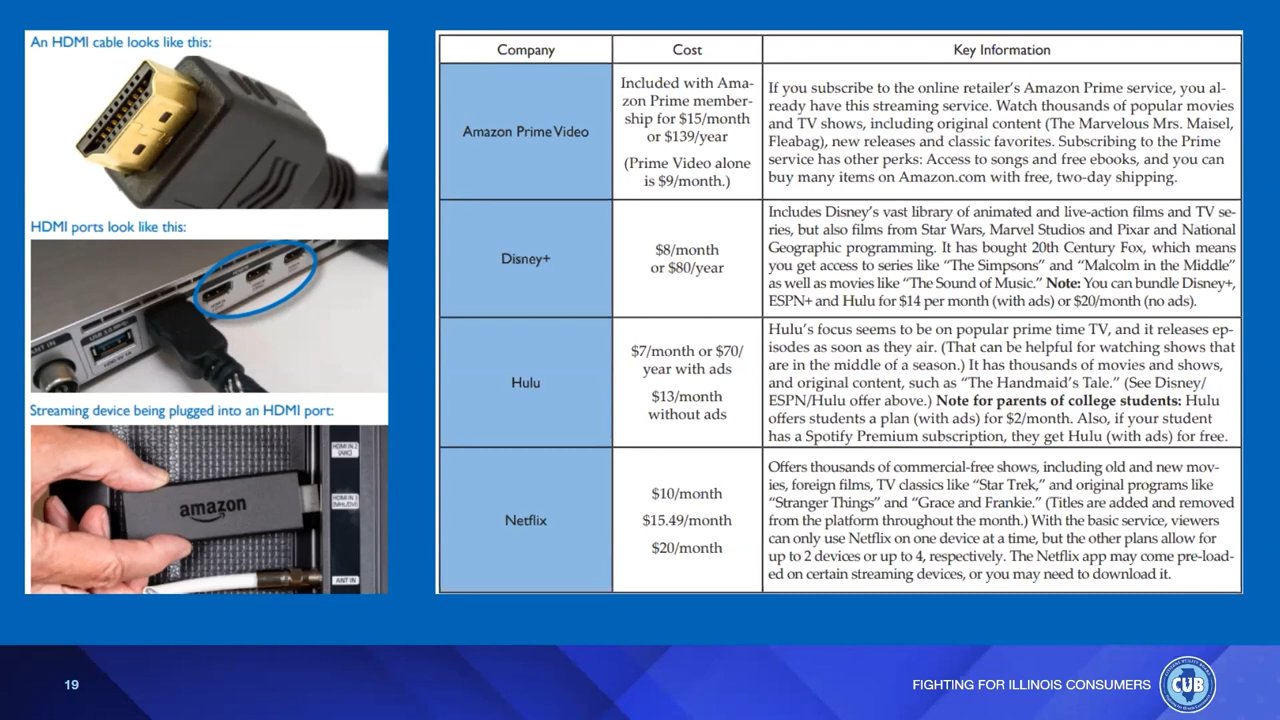 An HDMI cable looks like this:
HDMI ports look like this:
ANT IN
Streaming device being plugged into an HDMI port:
amazon
HDMI IN 2
(ARC)
HDMI IN 3
ANT IN
Company
Cost
Key Information
Amazon Prime Video
Included with Ama-
zon Prime member-
ship for $15/month
or $139/year
(Prime Video alone
is $9/month.)
If you subscribe to the online retailer’s Amazon Prime service, you al-
ready have this streaming service. Watch thousands of popular movies
and TV shows, including original content (The Marvelous Mrs. Maisel,
Fleabag), new releases and classic favorites. Subscribing to the Prime
service has other perks: Access to songs and free ebooks, and you can
buy many items on Amazon.com with free, two-day shipping.
Disney+
$8/month
or $80/year
Includes Disney’s vast library of animated and live-action films and TV se-
ries, but also films from Star Wars, Marvel Studios and Pixar and National
Geographic programming. It has bought 20th Century Fox, which means
you get access to series like “The Simpsons” and “Malcolm in the Middle”
as well as movies like “The Sound of Music.” Note: You can bundle Disney+,
ESPN+ and Hulu for $14 per month (with ads) or $20/month (no ads).
Hulu
$7/month or $70/
year with ads
$13/month
without ads
Hulu’s focus seems to be on popular prime time TV, and it releases ep-
isodes as soon as they air. (That can be helpful for watching shows that
are in the middle of a season.) It has thousands of movies and shows,
and original content, such as “The Handmaid’s Tale.” (See Disney/
ESPN/Hulu offer above.) Note for parents of college students: Hulu
offers students a plan (with ads) for $2/month. Also, if your student
has a Spotify Premium subscription, they get Hulu (with ads) for free.
Netflix
$10/month
$15.49/month
$20/month
Offers thousands of commercial-free shows, including old and new mov-
ies, foreign films, TV classics like “Star Trek,” and original programs like
“Stranger Things” and “Grace and Frankie.” (Titles are added and removed
from the platform throughout the month.) With the basic service, viewers
can only use Netflix on one device at a time, but the other plans allow for
up to 2 devices or up to 4, respectively. The Netflix app may come pre-load-
ed on certain streaming devices, or you may need to download it.
19
FIGHTING FOR ILLINOIS CONSUMERS
CUB